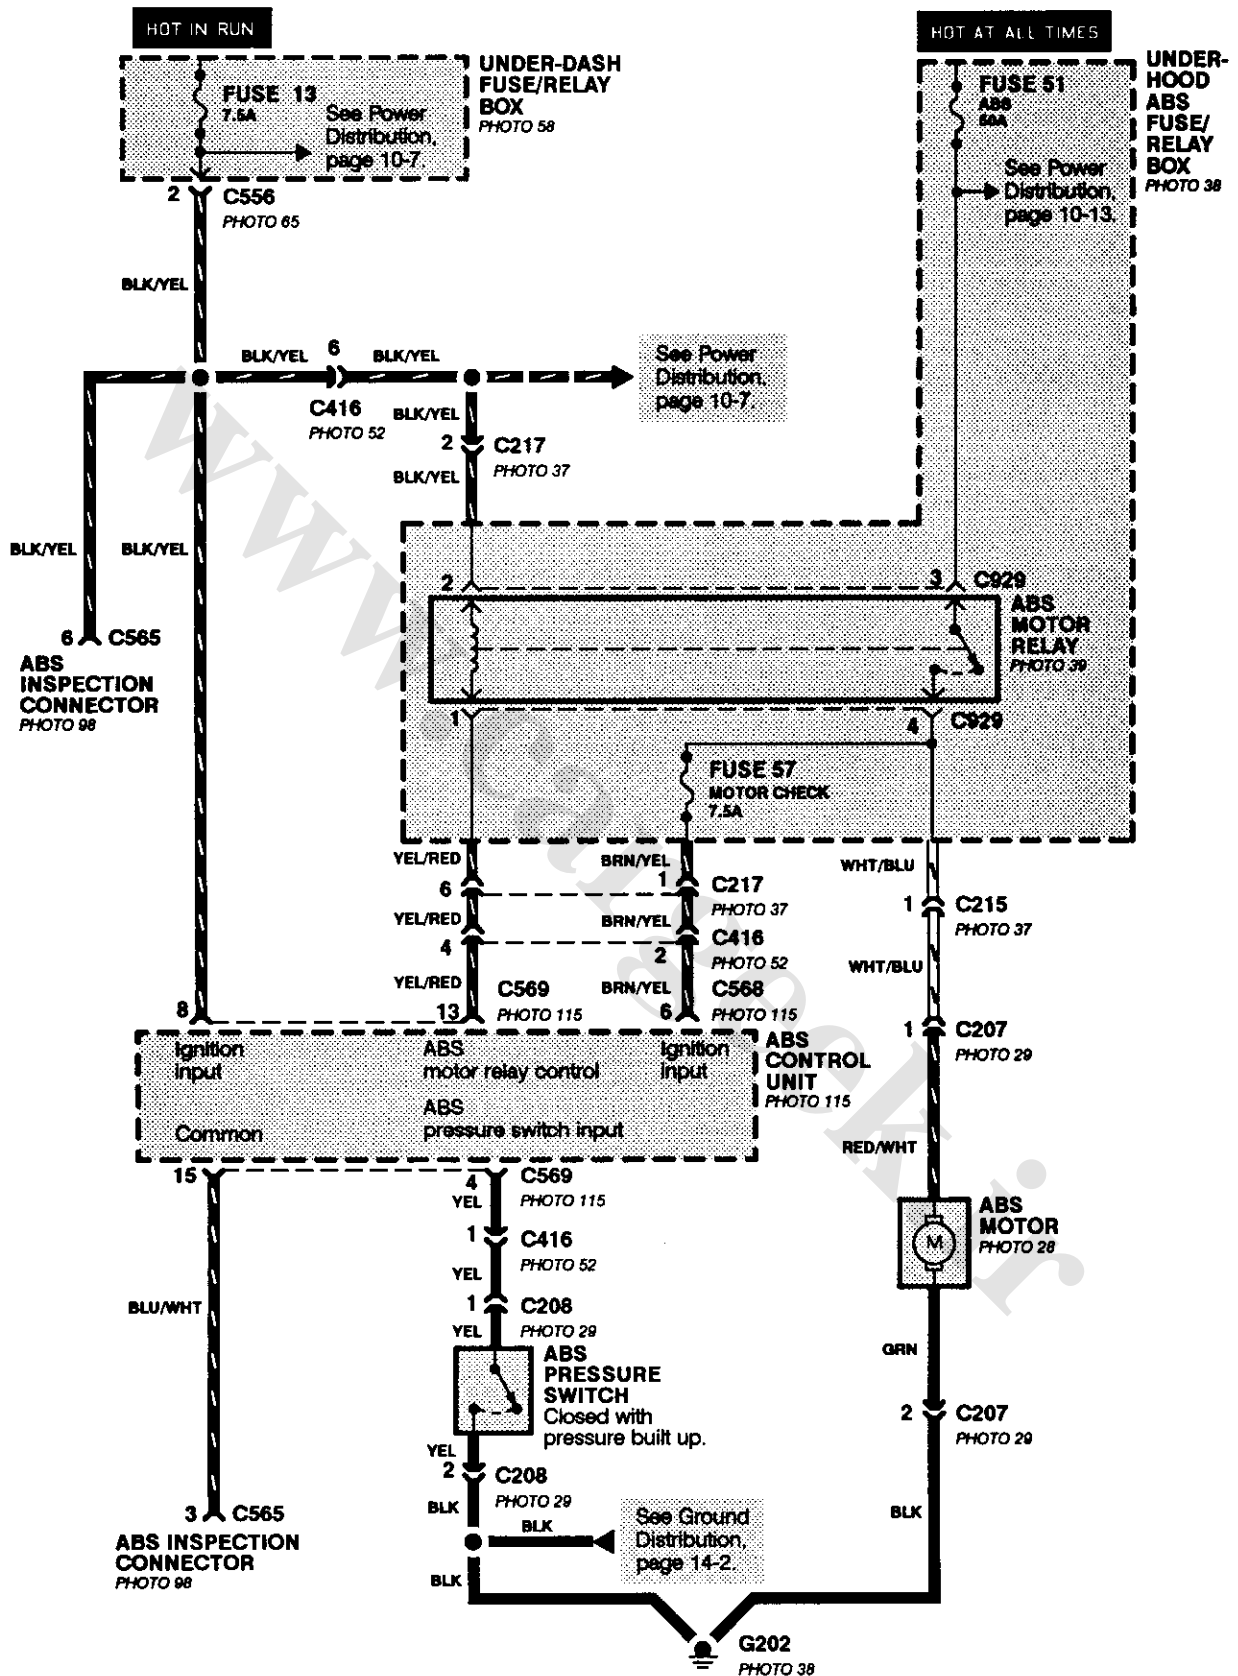 HOT IN RUN
HOT AT ALL TIMES
UNDER-DASH
FUSE/RELAY
BOX
PHOTO 58
FUSE 13
7.5A
See Power
Distribution,
page 10-7.
UNDER-
HOOD
ABS
FUSE/
RELAY
BOX
PHOTO 38
FUSE 51
ABS
50A
See Power
Distribution,
page 10-13.
2
C556
PHOTO 65
BLK/YEL
BLK/YEL
6
BLK/YEL
C416
PHOTO 52
See Power
Distribution,
page 10-7.
BLK/YEL
2
C217
PHOTO 37
BLK/YEL
BLK/YEL
BLK/YEL
6
C565
ABS
INSPECTION
CONNECTOR
PHOTO 98
2
3
C929
ABS
MOTOR
RELAY
PHOTO 39
1
4
C929
FUSE 57
MOTOR CHECK
7.5A
YEL/RED
BRN/YEL
WHT/BLU
6
1
C217
PHOTO 37
1
C215
PHOTO 37
YEL/RED
BRN/YEL
4
2
C416
PHOTO 52
WHT/BLU
YEL/RED
C569
PHOTO 115
BRN/YEL
C568
PHOTO 115
8
13
6
1
C207
PHOTO 29
Ignition
input
ABS
motor relay control
Ignition
input
ABS
CONTROL
UNIT
PHOTO 115
Common
ABS
pressure switch input
RED/WHT
15
4
C569
PHOTO 115
YEL
1
C416
PHOTO 52
YEL
ABS
MOTOR
PHOTO 28
M
BLU/WHT
1
C208
PHOTO 29
YEL
ABS
PRESSURE
SWITCH
Closed with
pressure built up.
GRN
2
C207
PHOTO 29
YEL
2
C208
PHOTO 29
BLK
BLK
See Ground
Distribution,
page 14-2.
BLK
BLK
3
C565
ABS INSPECTION
CONNECTOR
PHOTO 98
G202
PHOTO 38
www.Cargeek.ir